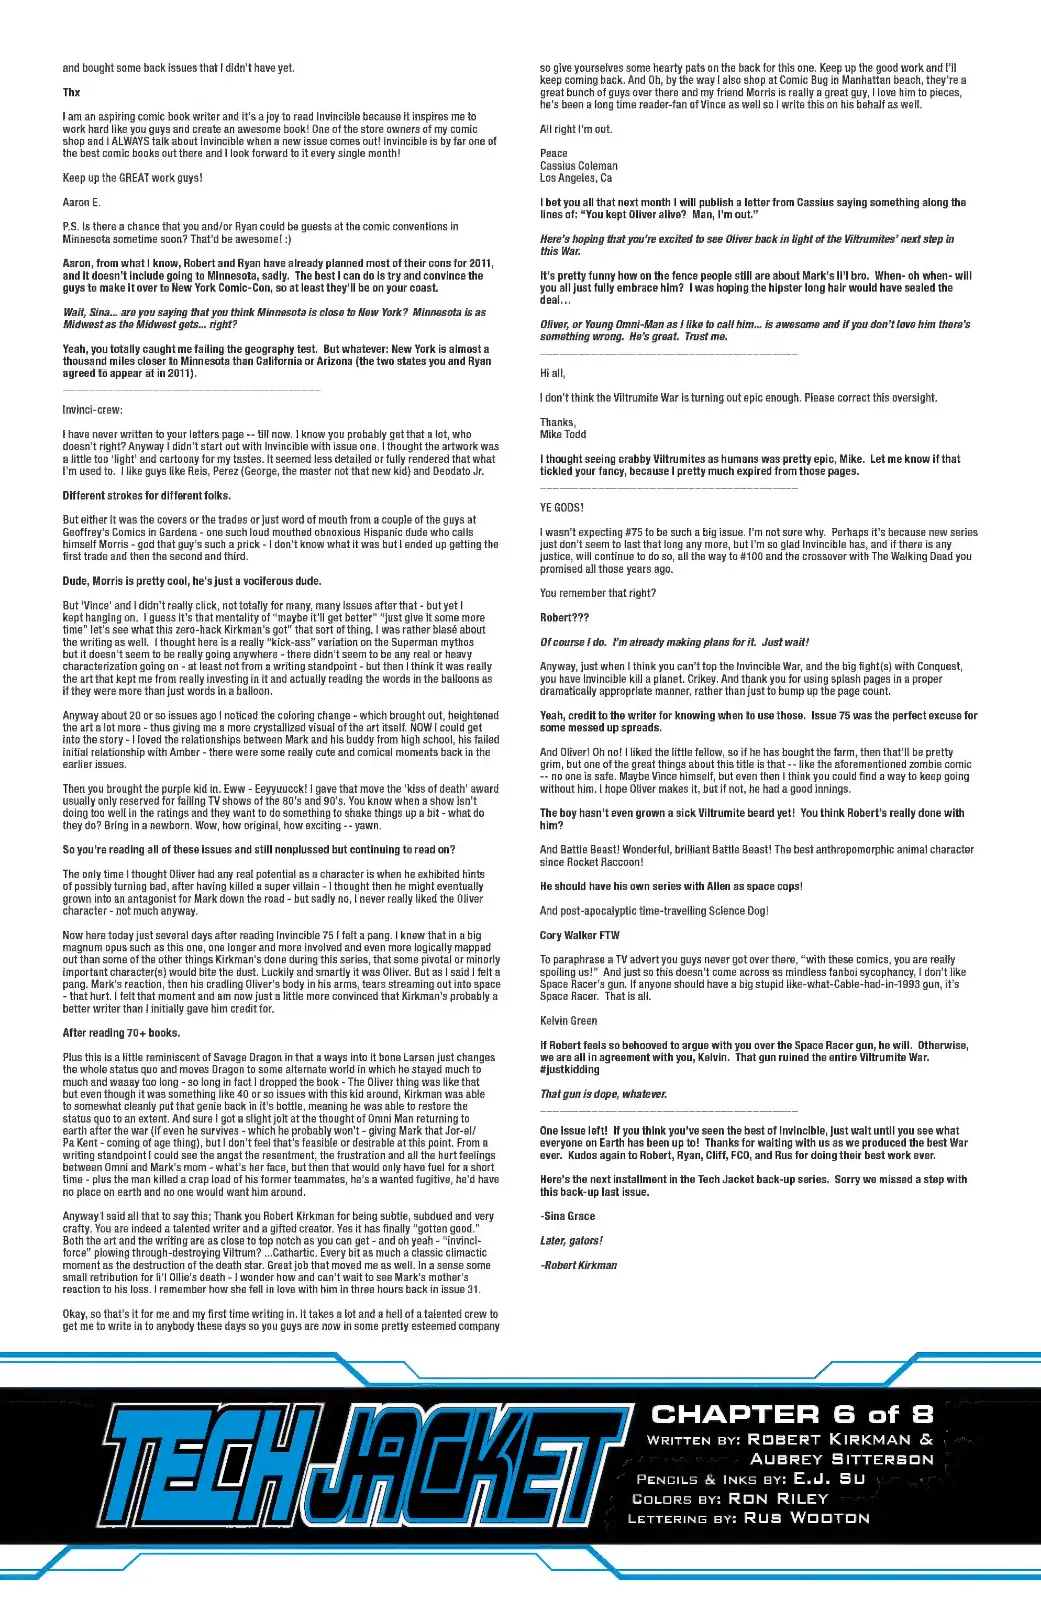 and bought some back issues that I didn't have yet.
Thx
I am an aspiring comic book writer and it's a joy to read Invincible because it inspires me to
work hard like you guys and create an awesome book! One of the store owners of my comic
shop and I ALWAYS talk about Invincible when a new issue comes out! Invincible is by far one of
the best comic books out there and I look forward to it every single month!
Keep up the GREAT work guys!
Aaron E.
P.S. Is there a chance that you and/or Ryan could be guests at the comic conventions in
Minnesota sometime soon? That'd be awesome! :)
Aaron, from what I know, Robert and Ryan have already planned most of their cons for 2011,
and it doesn't include going to Minnesota, sadly. The best I can do is try and convince the
guys to make it over to New York Comic-Con, so at least they'll be on your coast.
Wait, Sina... are you saying that you think Minnesota is close to New York? Minnesota is as
Midwest as the Midwest gets... right?
Yeah, you totally caught me failing the geography test. But whatever: New York is almost a
thousand miles closer to Minnesota than California or Arizona (the two states you and Ryan
agreed to appear at in 2011).
Invinci-crew:
I have never written to your letters page -- till now. I know you probably get that a lot, who
doesn't right? Anyway I didn't start out with Invincible with issue one. I thought the artwork was
a little too 'light' and cartoony for my tastes. It seemed less detailed or fully rendered that what
I'm used to. I like guys like Reis, Perez (George, the master not that new kid) and Deodato Jr.
Different strokes for different folks.
But either it was the covers or the trades or just word of mouth from a couple of the guys at
Geoffrey's Comics in Gardena - one such loud mouthed obnoxious Hispanic dude who calls
himself Morris - god that guy's such a prick - I don't know what it was but I ended up getting the
first trade and then the second and third.
Dude, Morris is pretty cool, he's just a vociferous dude.
But 'Vince' and I didn't really click, not totally for many, many issues after that - but yet I
kept hanging on. I guess it's that mentality of "maybe it'll get better" "just give it some more
time" let's see what this zero-hack Kirkman's got" that sort of thing. I was rather blasé about
the writing as well. I thought here is a really "kick-ass" variation on the Superman mythos
but it doesn't seem to be really going anywhere - there didn't seem to be any real or heavy
characterization going on - at least not from a writing standpoint - but then I think it was really
the art that kept me from really investing in it and actually reading the words in the balloons as
if they were more than just words in a balloon.
Anyway about 20 or so issues ago I noticed the coloring change - which brought out, heightened
the art a lot more - thus giving me a more crystallized visual of the art itself. NOW I could get
into the story - I loved the relationships between Mark and his buddy from high school, his failed
initial relationship with Amber - there were some really cute and comical moments back in the
earlier issues.
Then you brought the purple kid in. Eww - Eeyyuucck! I gave that move the 'kiss of death' award
usually only reserved for failing TV shows of the 80's and 90's. You know when a show isn't
doing too well in the ratings and they want to do something to shake things up a bit - what do
they do? Bring in a newborn. Wow, how original, how exciting -- yawn.
So you're reading all of these issues and still nonplussed but continuing to read on?
The only time I thought Oliver had any real potential as a character is when he exhibited hints
of possibly turning bad, after having killed a super villain - I thought then he might eventually
grown into an antagonist for Mark down the road - but sadly no, I never really liked the Oliver
character - not much anyway.
Now here today just several days after reading Invincible 75 I felt a pang. I knew that in a big
magnum opus such as this one, one longer and more involved and even more logically mapped
out than some of the other things Kirkman's done during this series, that some pivotal or minorly
important character(s) would bite the dust. Luckily and smartly it was Oliver. But as I said I felt a
pang. Mark's reaction, then his cradling Oliver's body in his arms, tears streaming out into space
- that hurt. I felt that moment and am now just a little more convinced that Kirkman's probably a
better writer than I initially gave him credit for.
After reading 70+ books.
Plus this is a little reminiscent of Savage Dragon in that a ways into it bone Larsen just changes
the whole status quo and moves Dragon to some alternate world in which he stayed much to
much and waaay too long - so long in fact I dropped the book - The Oliver thing was like that
but even though it was something like 40 or so issues with this kid around, Kirkman was able
to somewhat cleanly put that genie back in it's bottle, meaning he was able to restore the
status quo to an extent. And sure I got a slight jolt at the thought of Omni Man returning to
earth after the war (if even he survives - which he probably won't - giving Mark that Jor-el/
Pa Kent - coming of age thing), but I don't feel that's feasible or desirable at this point. From a
writing standpoint I could see the angst the resentment, the frustration and all the hurt feelings
between Omni and Mark's mom - what's her face, but then that would only have fuel for a short
time - plus the man killed a crap load of his former teammates, he's a wanted fugitive, he'd have
no place on earth and no one would want him around.
Anyway I said all that to say this; Thank you Robert Kirkman for being subtle, subdued and very
crafty. You are indeed a talented writer and a gifted creator. Yes it has finally "gotten good."
Both the art and the writing are as close to top notch as you can get - and oh yeah - "invinci-
force" plowing through-destroying Viltrum? ...Cathartic. Every bit as much a classic climactic
moment as the destruction of the death star. Great job that moved me as well. In a sense some
small retribution for li'l Ollie's death - I wonder how and can't wait to see Mark's mother's
reaction to his loss. I remember how she fell in love with him in three hours back in issue 31.
Okay, so that's it for me and my first time writing in. It takes a lot and a hell of a talented crew to
get me to write in to anybody these days so you guys are now in some pretty esteemed company
so give yourselves some hearty pats on the back for this one. Keep up the good work and I'll
keep coming back. And Oh, by the way I also shop at Comic Bug in Manhattan beach, they're a
great bunch of guys over there and my friend Morris is really a great guy, I love him to pieces,
he's been a long time reader-fan of Vince as well so I write this on his behalf as well.
All right I'm out.
Peace
Cassius Coleman
Los Angeles, Ca
I bet you all that next month I will publish a letter from Cassius saying something along the
lines of: "You kept Oliver alive? Man, I'm out."
Here's hoping that you're excited to see Oliver back in light of the Viltrumites' next step in
this War.
It's pretty funny how on the fence people still are about Mark's li'l bro. When- oh when- will
you all just fully embrace him? I was hoping the hipster long hair would have sealed the
deal...
Oliver, or Young Omni-Man as I like to call him... is awesome and if you don't love him there's
something wrong. He's great. Trust me.
Hi all,
I don't think the Viltrumite War is turning out epic enough. Please correct this oversight.
Thanks,
Mike Todd
I thought seeing crabby Viltrumites as humans was pretty epic, Mike. Let me know if that
tickled your fancy, because I pretty much expired from those pages.
YE GODS!
I wasn't expecting #75 to be such a big issue. I'm not sure why. Perhaps it's because new series
just don't seem to last that long any more, but I'm so glad Invincible has, and if there is any
justice, will continue to do so, all the way to #100 and the crossover with The Walking Dead you
promised all those years ago.
You remember that right?
Robert???
Of course I do. I'm already making plans for it. Just wait!
Anyway, just when I think you can't top the Invincible War, and the big fight(s) with Conquest,
you have Invincible kill a planet. Crikey. And thank you for using splash pages in a proper
dramatically appropriate manner, rather than just to bump up the page count.
Yeah, credit to the writer for knowing when to use those. Issue 75 was the perfect excuse for
some messed up spreads.
And Oliver! Oh no! I liked the little fellow, so if he has bought the farm, then that'll be pretty
grim, but one of the great things about this title is that -- like the aforementioned zombie comic
-- no one is safe. Maybe Vince himself, but even then I think you could find a way to keep going
without him. I hope Oliver makes it, but if not, he had a good innings.
The boy hasn't even grown a sick Viltrumite beard yet! You think Robert's really done with
him?
And Battle Beast! Wonderful, brilliant Battle Beast! The best anthropomorphic animal character
since Rocket Raccoon!
He should have his own series with Allen as space cops!
And post-apocalyptic time-travelling Science Dog!
Cory Walker FTW
To paraphrase a TV advert you guys never got over there, "with these comics, you are really
spoiling us!" And just so this doesn't come across as mindless fanboi sycophancy, I don't like
Space Racer's gun. If anyone should have a big stupid like-what-Cable-had-in-1993 gun, it's
Space Racer. That is all.
Kelvin Green
If Robert feels so behooved to argue with you over the Space Racer gun, he will. Otherwise,
we are all in agreement with you, Kelvin. That gun ruined the entire Viltrumite War.
#justkidding
That gun is dope, whatever.
One Issue left! If you think you've seen the best of Invincible, just wait until you see what
everyone on Earth has been up to! Thanks for waiting with us as we produced the best War
ever. Kudos again to Robert, Ryan, Cliff, FCO, and Rus for doing their best work ever.
Here's the next installment in the Tech Jacket back-up series. Sorry we missed a step with
this back-up last issue.
-Sina Grace
Later, gators!
-Robert Kirkman
TECH JACKET
CHAPTER 6 OF 8
WRITTEN BY: ROBERT KIRKMAN &
AUBREY SITTERSON
PENCILS & INKS BY: E.J. SU
COLORS BY: RON RILEY
LETTERING BY: RUS WOOTON